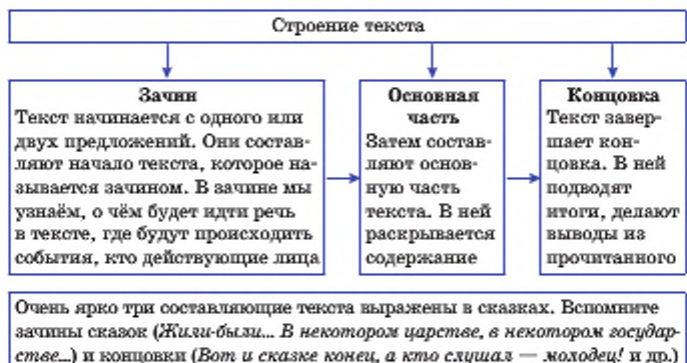 Строение текста
Зачин
Текст начинается с одного или
двух предложений. Они состав-
ляют начало текста, которое на-
зывается зачином. В зачине мы
узнаём, о чём будет идти речь
в тексте, где будут происходить
события, кто действующие лица
Основная
часть
Затем состав-
ляют основ-
ную часть
текста. В ней
раскрывается
содержание
Концовка
Текст завер-
шает кон-
цовка. В ней
подводят
итоги, делают
выводы из
прочитанного
Очень ярко три составляющие текста выражены в сказках. Вспомните
зачины сказок (Жили-были... В некотором царстве, в некотором государ-
стве...) и концовки (Вот и сказке конец, а кто слушал — молодец! и др.)